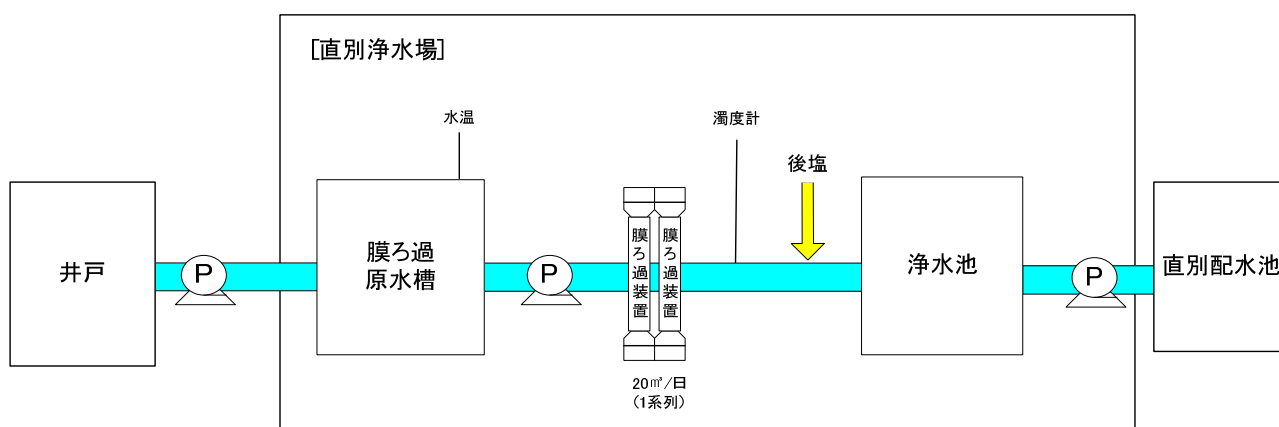 [直別浄水場]
水温
濁度計
後塩
井戸
P
膜ろ過
原水槽
P
膜ろ過装置
膜ろ過装置
浄水池
P
直別配水池
20㎥/日
(1系列)